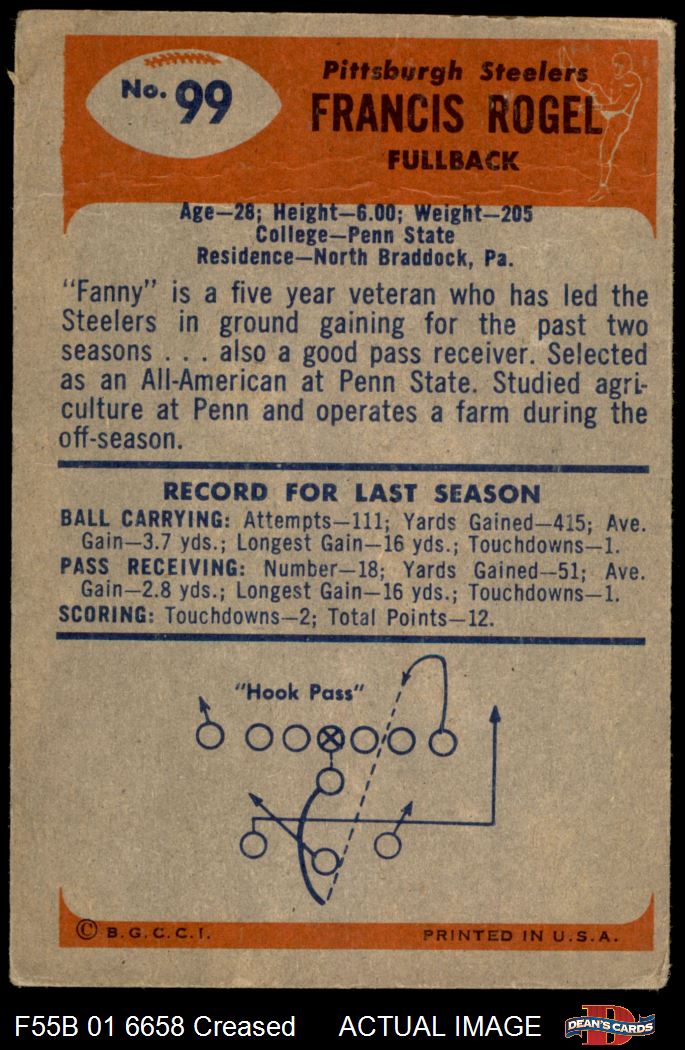 No. 99
Pittsburgh Steelers
FRANCIS ROGEL
FULLBACK
Age—28; Height—6.00; Weight—205
College—Penn State
Residence—North Braddock, Pa.
"Fanny" is a five year veteran who has led the
Steelers in ground gaining for the past two
seasons . . . also a good pass receiver. Selected
as an All-American at Penn State. Studied agri-
culture at Penn and operates a farm during the
off-season.
RECORD FOR LAST SEASON
BALL CARRYING: Attempts—111; Yards Gained—415; Ave.
Gain—3.7 yds.; Longest Gain—16 yds.; Touchdowns—1.
PASS RECEIVING: Number—18; Yards Gained—51; Ave.
Gain—2.8 yds.; Longest Gain—16 yds.; Touchdowns—1.
SCORING: Touchdowns—2; Total Points—12.
"Hook Pass"
© B.G.C.C.I.
PRINTED IN U.S.A.
F55B 01 6658 Creased ACTUAL IMAGE
D
DEAN'S CARDS